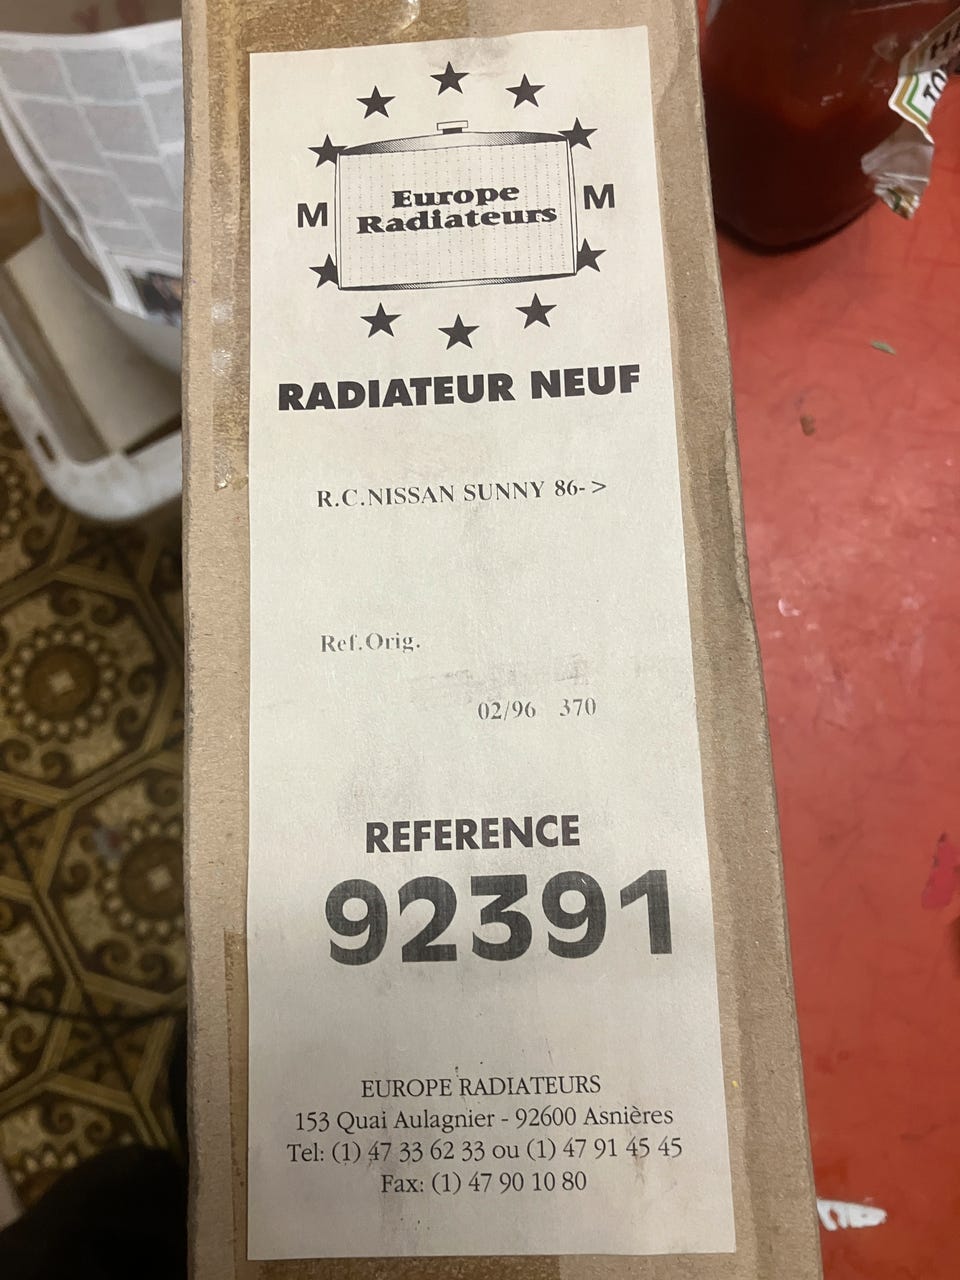 Europe
Radiateurs
M
M
RADIATEUR NEUF
R.C.NISSAN SUNNY 86->
Ref.Orig.
02/96 370
REFERENCE
92391
EUROPE RADIATEURS
153 Quai Aulagnier - 92600 Asnières
Tel: (1) 47 33 62 33 ou (1) 47 91 45 45
Fax: (1) 47 90 10 80